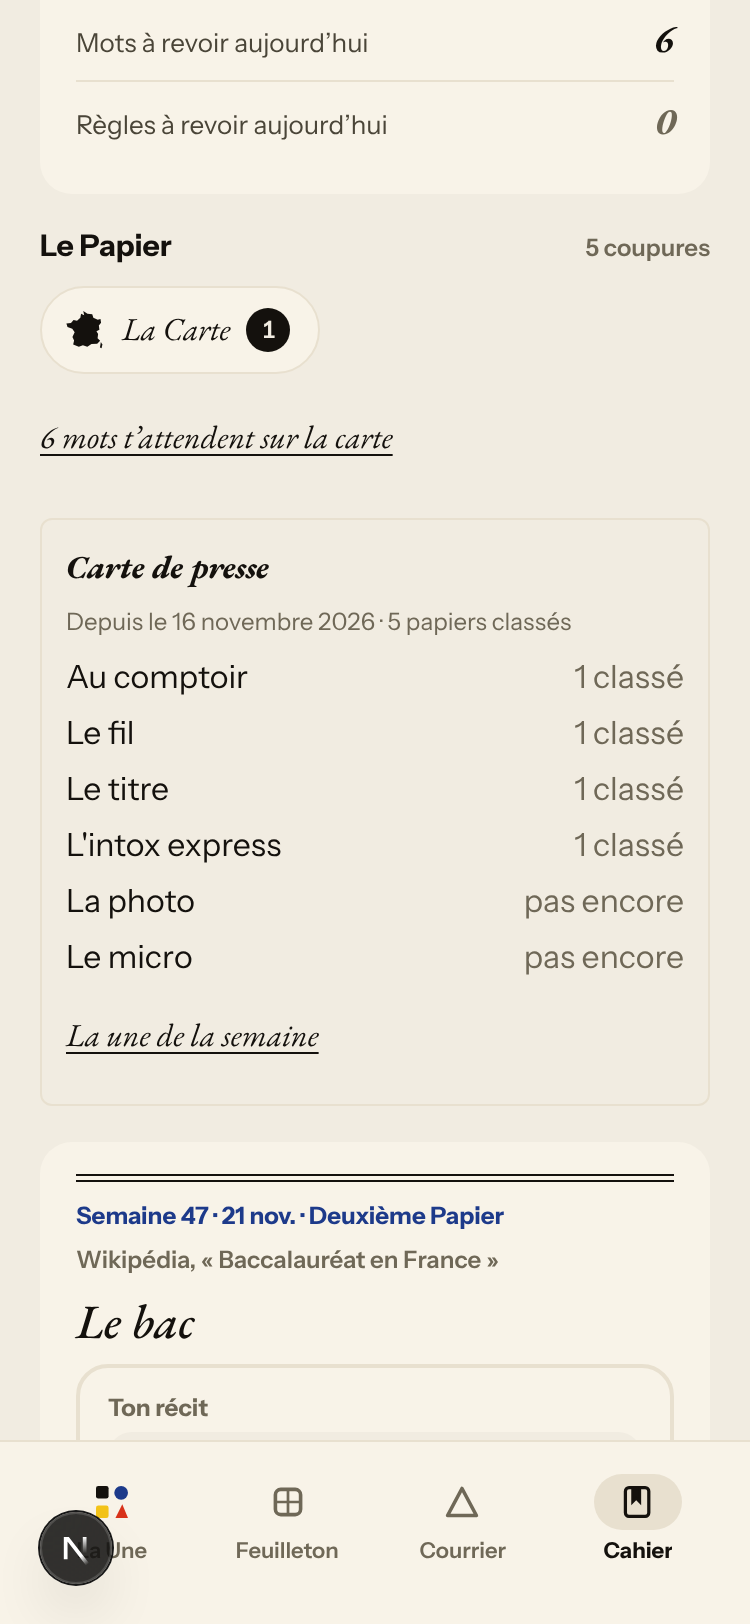 Mots à revoir aujourd’hui 6
Règles à revoir aujourd’hui 0
Le Papier 5 coupures
La Carte 1
6 mots t’attendent sur la carte
Carte de presse
Depuis le 16 novembre 2026 · 5 papiers classés
Au comptoir 1 classé
Le fil 1 classé
Le titre 1 classé
L'intox express 1 classé
La photo pas encore
Le micro pas encore
La une de la semaine
Semaine 47 · 21 nov. · Deuxième Papier
Wikipédia, « Baccalauréat en France »
Le bac
Ton récit
N
Une Feuilleton Courrier Cahier